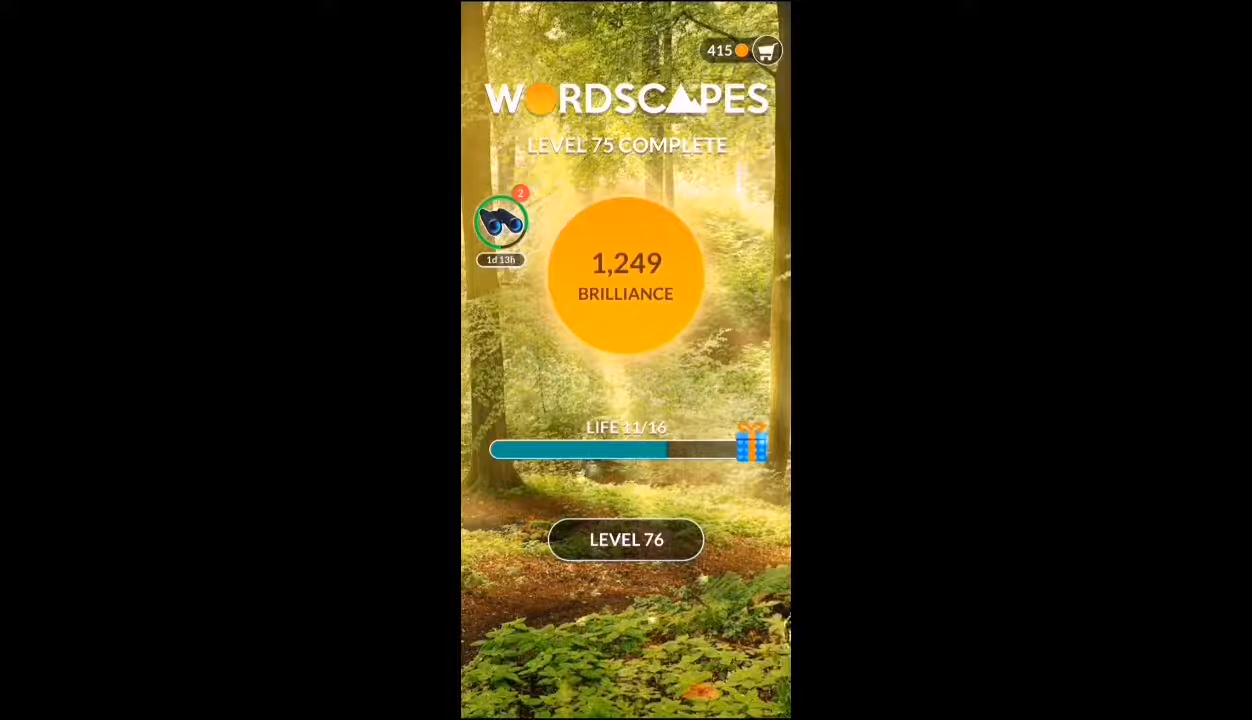 415
WORDSCAPES
LEVEL 75 COMPLETE
2
1d 13h
1,249
BRILLIANCE
LIFE 11/16
LEVEL 76